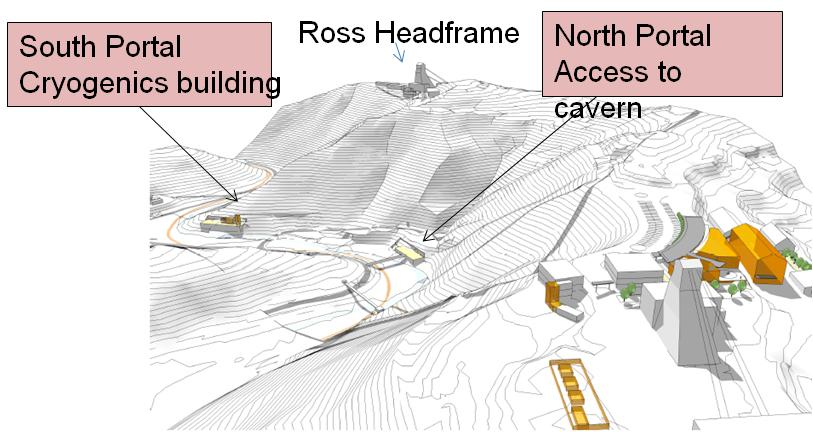 South Portal
Cryogenics building
Ross Headframe
North Portal
Access to
cavern